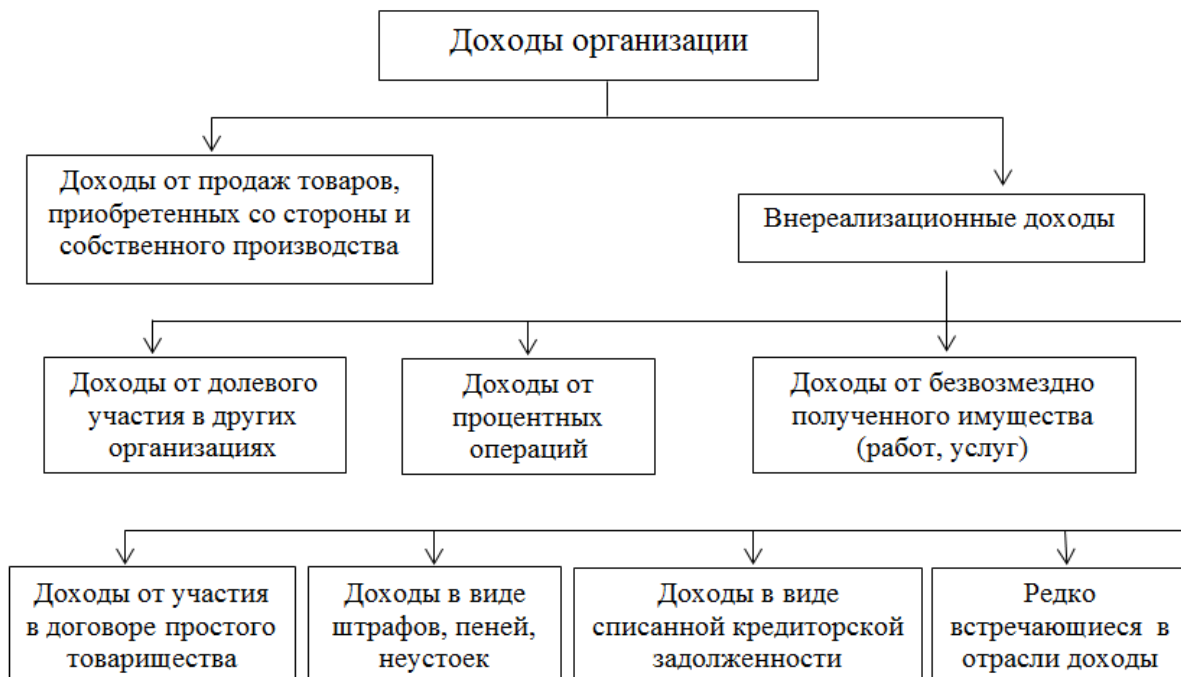 Доходы организации
Доходы от продаж товаров,
приобретенных со стороны и
собственного производства
Внереализационные доходы
Доходы от долевого
участия в других
организациях
Доходы от
процентных
операций
Доходы от безвозмездно
полученного имущества
(работ, услуг)
Доходы от участия
в договоре простого
товарищества
Доходы в виде
штрафов, пеней,
неустоек
Доходы в виде
списанной кредиторской
задолженности
Редко
встречающиеся в
отрасли доходы